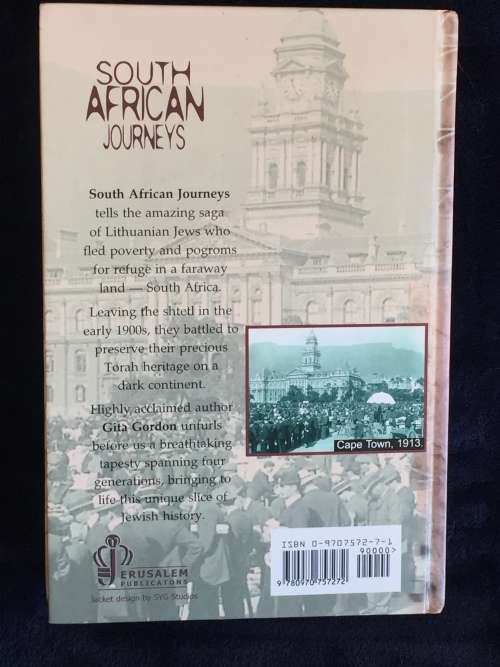 SOUTH
AFRICAN
JOURNEYS
South African Journeys
tells the amazing saga
of Lithuanian Jews who
fled poverty and pogroms
for refuge in a faraway
land — South Africa.
Leaving the shtetl in the
early 1900s, they battled to
preserve their precious
Torah heritage on a
dark continent.
Highly acclaimed author
Gita Gordon unfurls
before us a breathtaking
tapesty spanning four
generations, bringing to
life this unique slice of
Jewish history.
Cape Town, 1913.
ISBN 0-9707572-7-1
90000>
9 780970 757272
JERUSALEM
PUBLICATONS
Jacket design by SYG Studios